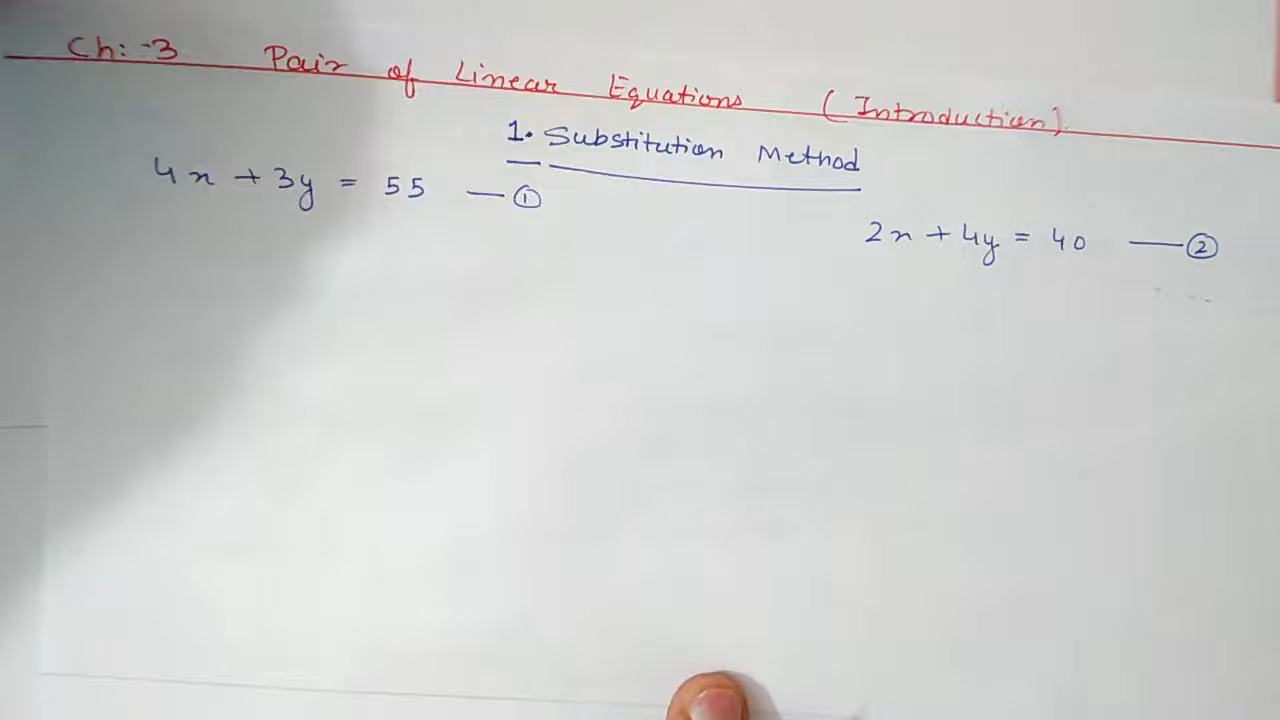 Ch: -3 Pair of Linear Equations (Introduction)
1. Substitution Method
4x + 3y = 55 — ①
2x + 4y = 40 — ②